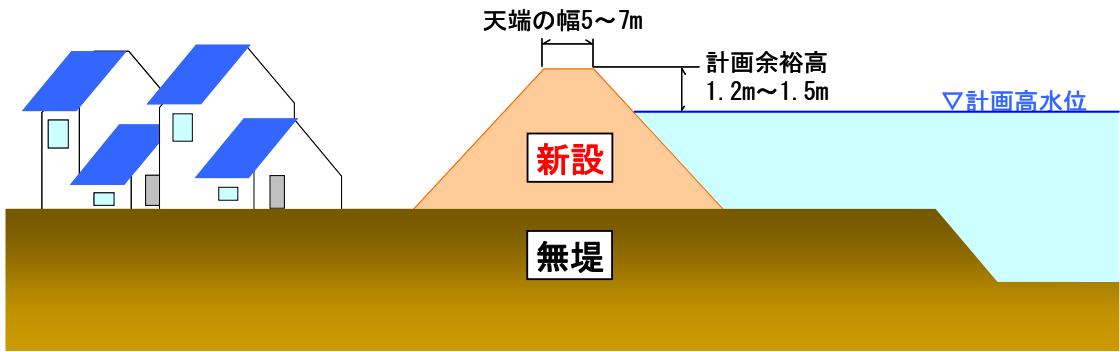 天端の幅5～7m
計画余裕高
1.2m～1.5m
▽計画高水位
新設
無堤